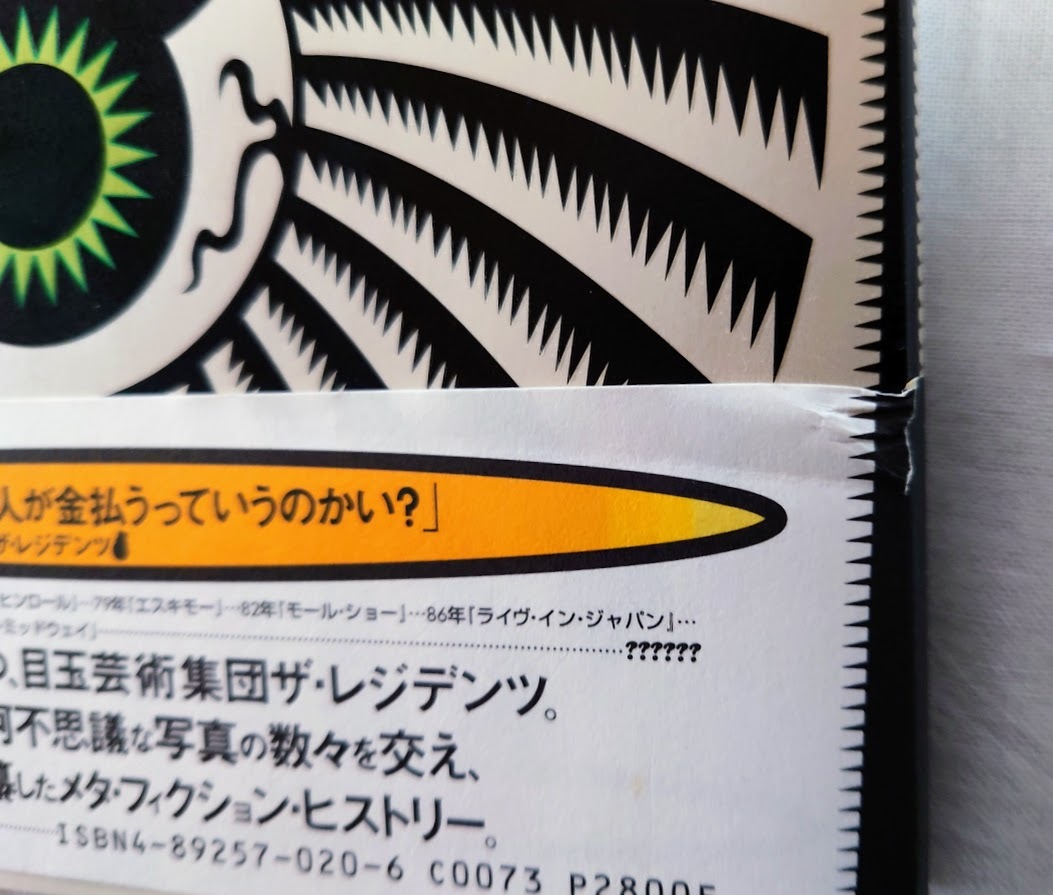 人が金払うっていうのかい?」
ザ・レジデンツ
ヒンロール」…79年「エスキモー」…82年「モール・ショー」…86年「ライヴ・イン・ジャパン』…
ミッドウェイ」……??????
、目玉芸術集団ザ・レジデンツ。
不思議な写真の数々を交え、
したメタ・フィクション・ヒストリー。
ISBN4-89257-020-6 C0073 P2800E